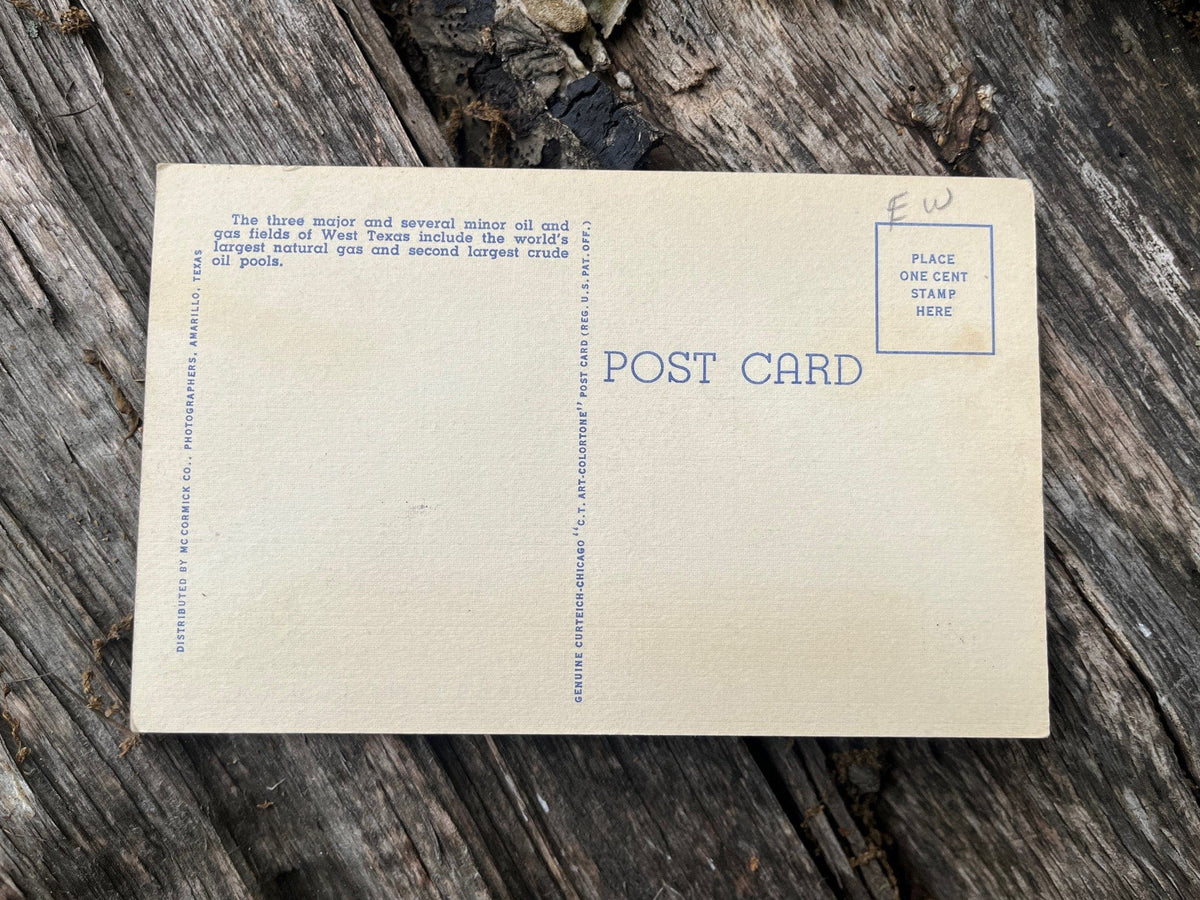 The three major and several minor oil and
gas fields of West Texas include the world's
largest natural gas and second largest crude
oil pools.
DISTRIBUTED BY MC CORMICK CO., PHOTOGRAPHERS, AMARILLO, TEXAS
GENUINE CURTEICH-CHICAGO "C.T. ART-COLORTONE" POST CARD (REG. U.S. PAT. OFF.)
POST CARD
E W
PLACE
ONE CENT
STAMP
HERE